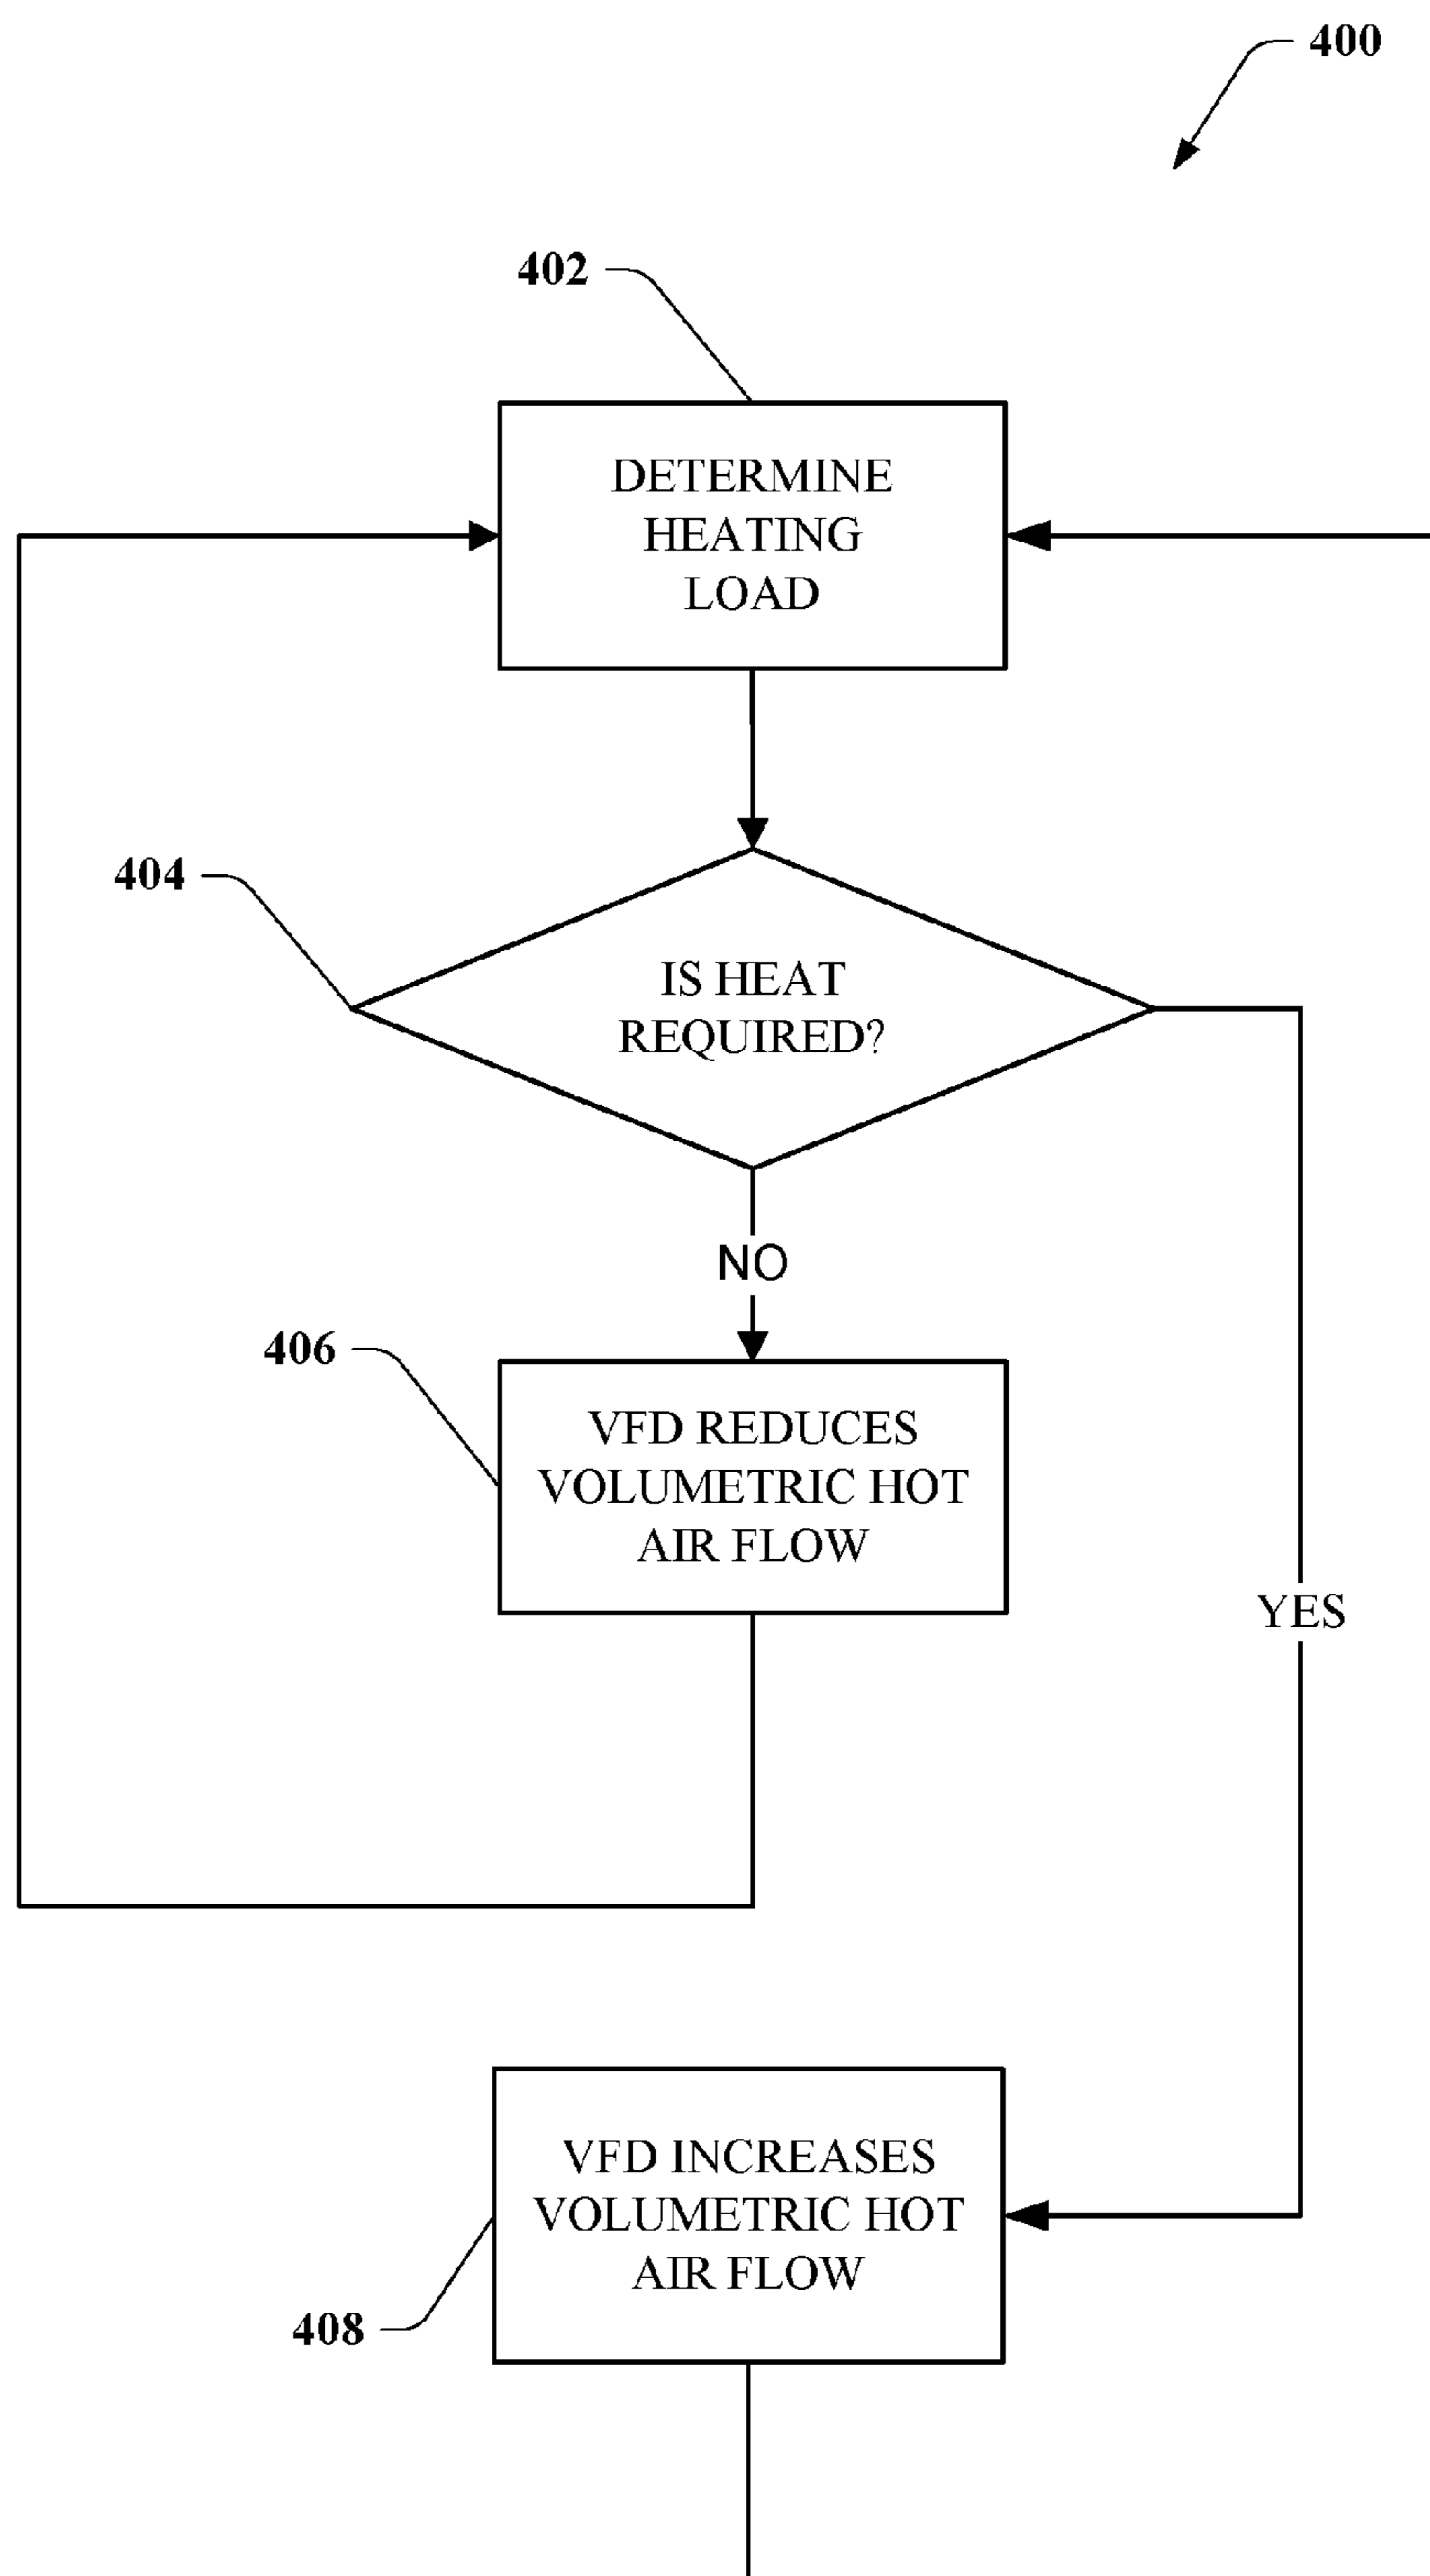 400
402
DETERMINE
HEATING
LOAD
404
IS HEAT
REQUIRED?
NO
406
VFD REDUCES
VOLUMETRIC HOT
AIR FLOW
YES
VFD INCREASES
VOLUMETRIC HOT
AIR FLOW
408